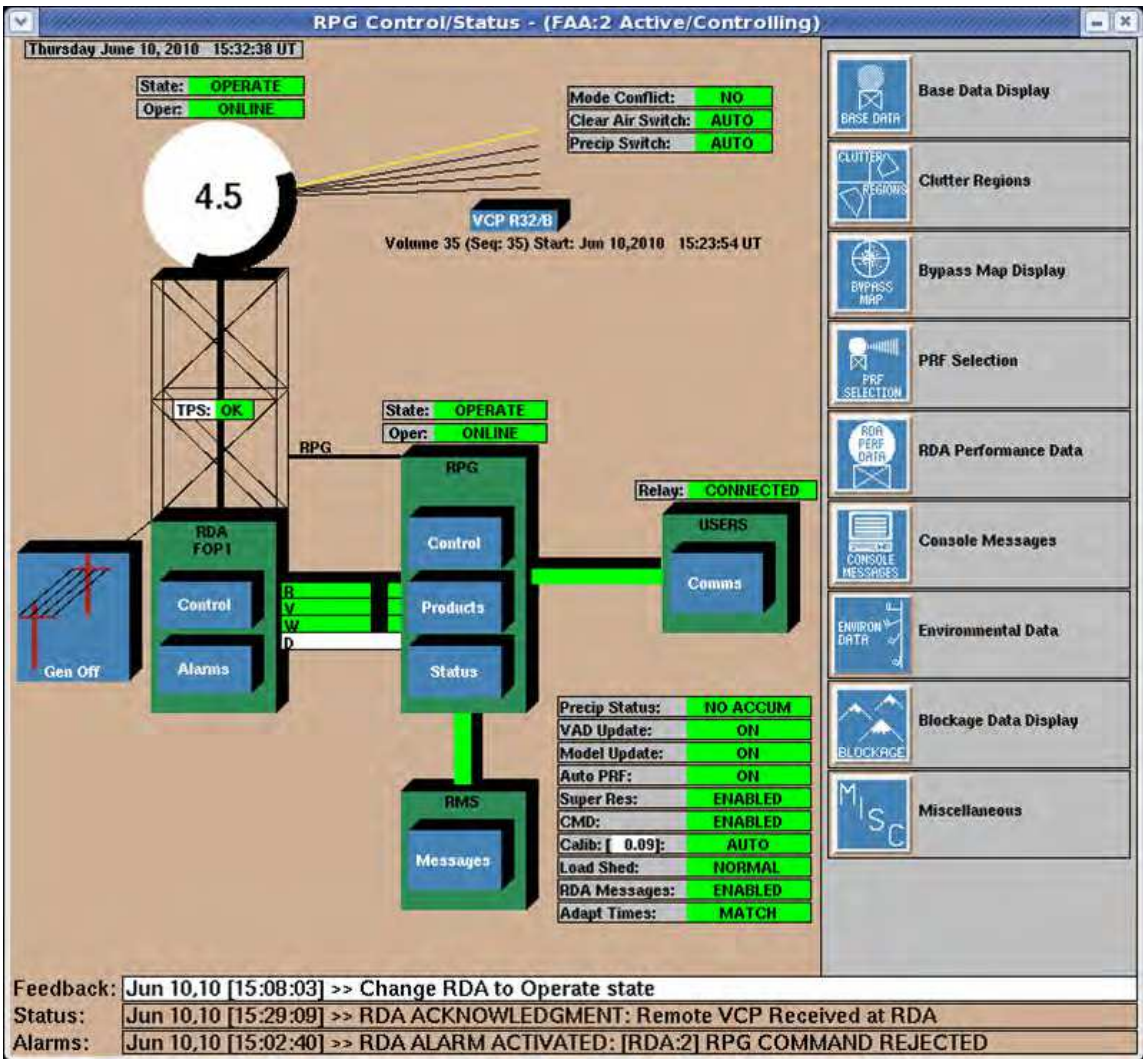 RPG Control/Status - (FAA:2 Active/Controlling)
Thursday June 10, 2010 15:32:38 UT
State: OPERATE
Oper: ONLINE
Mode Conflict: NO
Clear Air Switch: AUTO
Precip Switch: AUTO
4.5
VCP R32/B
Volume 35 (Seq: 35) Start: Jun 10,2010 15:23:54 UT
TPS: OK
State: OPERATE
Oper: ONLINE
RPG
RPG
Control
Products
Status
Relay: CONNECTED
USERS
Comms
RDA
FOP1
Control
Alarms
R
V
W
D
Gen Off
RMS
Messages
Precip Status: NO ACCUM
VAD Update: ON
Model Update: ON
Auto PRF: ON
Super Res: ENABLED
CMD: ENABLED
Calib: [ 0.09]: AUTO
Load Shed: NORMAL
RDA Messages: ENABLED
Adapt Times: MATCH
BASE DATA
Base Data Display
CLUTTER
REGIONS
Clutter Regions
BYPASS
MAP
Bypass Map Display
PRF
SELECTION
PRF Selection
RDA
PERF
DATA
RDA Performance Data
CONSOLE
MESSAGES
Console Messages
ENVIRON
DATA
Environmental Data
BLOCKAGE
Blockage Data Display
MISC
Miscellaneous
Feedback: Jun 10,10 [15:08:03] >> Change RDA to Operate state
Status: Jun 10,10 [15:29:09] >> RDA ACKNOWLEDGMENT: Remote VCP Received at RDA
Alarms: Jun 10,10 [15:02:40] >> RDA ALARM ACTIVATED: [RDA:2] RPG COMMAND REJECTED